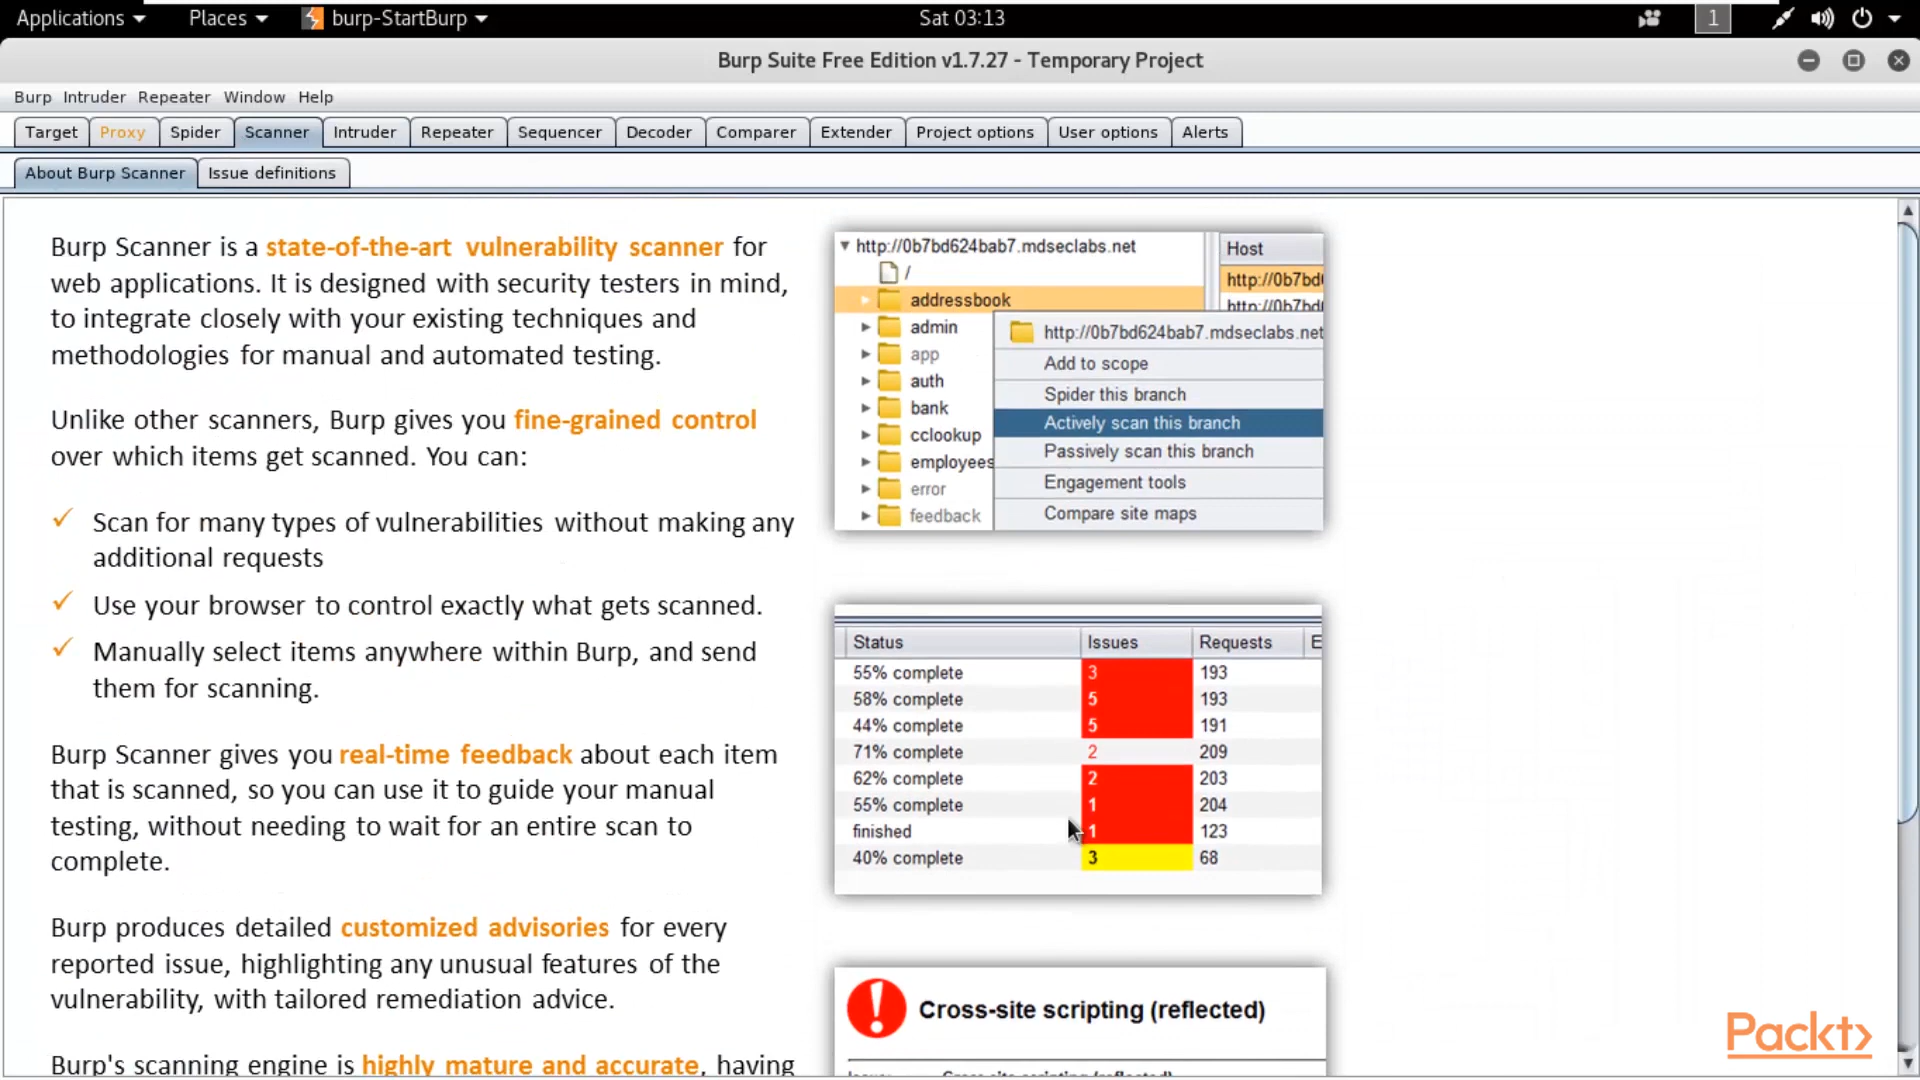 Applications Places burp-StartBurp Sat 03:13 1
Burp Suite Free Edition v1.7.27 - Temporary Project
Burp Intruder Repeater Window Help
Target Proxy Spider Scanner Intruder Repeater Sequencer Decoder Comparer Extender Project options User options Alerts
About Burp Scanner Issue definitions
Burp Scanner is a state-of-the-art vulnerability scanner for
web applications. It is designed with security testers in mind,
to integrate closely with your existing techniques and
methodologies for manual and automated testing.
Unlike other scanners, Burp gives you fine-grained control
over which items get scanned. You can:
✓ Scan for many types of vulnerabilities without making any
additional requests
✓ Use your browser to control exactly what gets scanned.
✓ Manually select items anywhere within Burp, and send
them for scanning.
Burp Scanner gives you real-time feedback about each item
that is scanned, so you can use it to guide your manual
testing, without needing to wait for an entire scan to
complete.
Burp produces detailed customized advisories for every
reported issue, highlighting any unusual features of the
vulnerability, with tailored remediation advice.
Burp's scanning engine is highly mature and accurate, having
http://0b7bd624bab7.mdseclabs.net
/
addressbook
admin
app
auth
bank
cclookup
employees
error
feedback
Host
http://0b7bd
http://0b7bd
http://0b7bd624bab7.mdseclabs.net
Add to scope
Spider this branch
Actively scan this branch
Passively scan this branch
Engagement tools
Compare site maps
Status Issues Requests E
55% complete 3 193
58% complete 5 193
44% complete 5 191
71% complete 2 209
62% complete 2 203
55% complete 1 204
finished 1 123
40% complete 3 68
Cross-site scripting (reflected)
Packt>